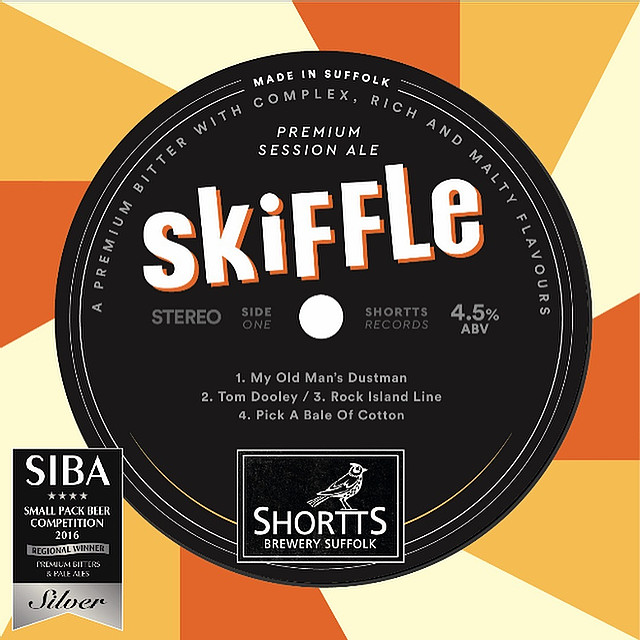 MADE IN SUFFOLK
A PREMIUM BITTER WITH COMPLEX, RICH AND MALTY FLAVOURS
PREMIUM
SESSION ALE
SKiFFLe
STEREO SIDE ONE SHORTTS RECORDS 4.5% ABV
1. My Old Man's Dustman
2. Tom Dooley / 3. Rock Island Line
4. Pick A Bale Of Cotton
SHORTTS
BREWERY SUFFOLK
SIBA
SMALL PACK BEER
COMPETITION
2016
REGIONAL WINNER
PREMIUM BITTERS
& PALE ALES
Silver